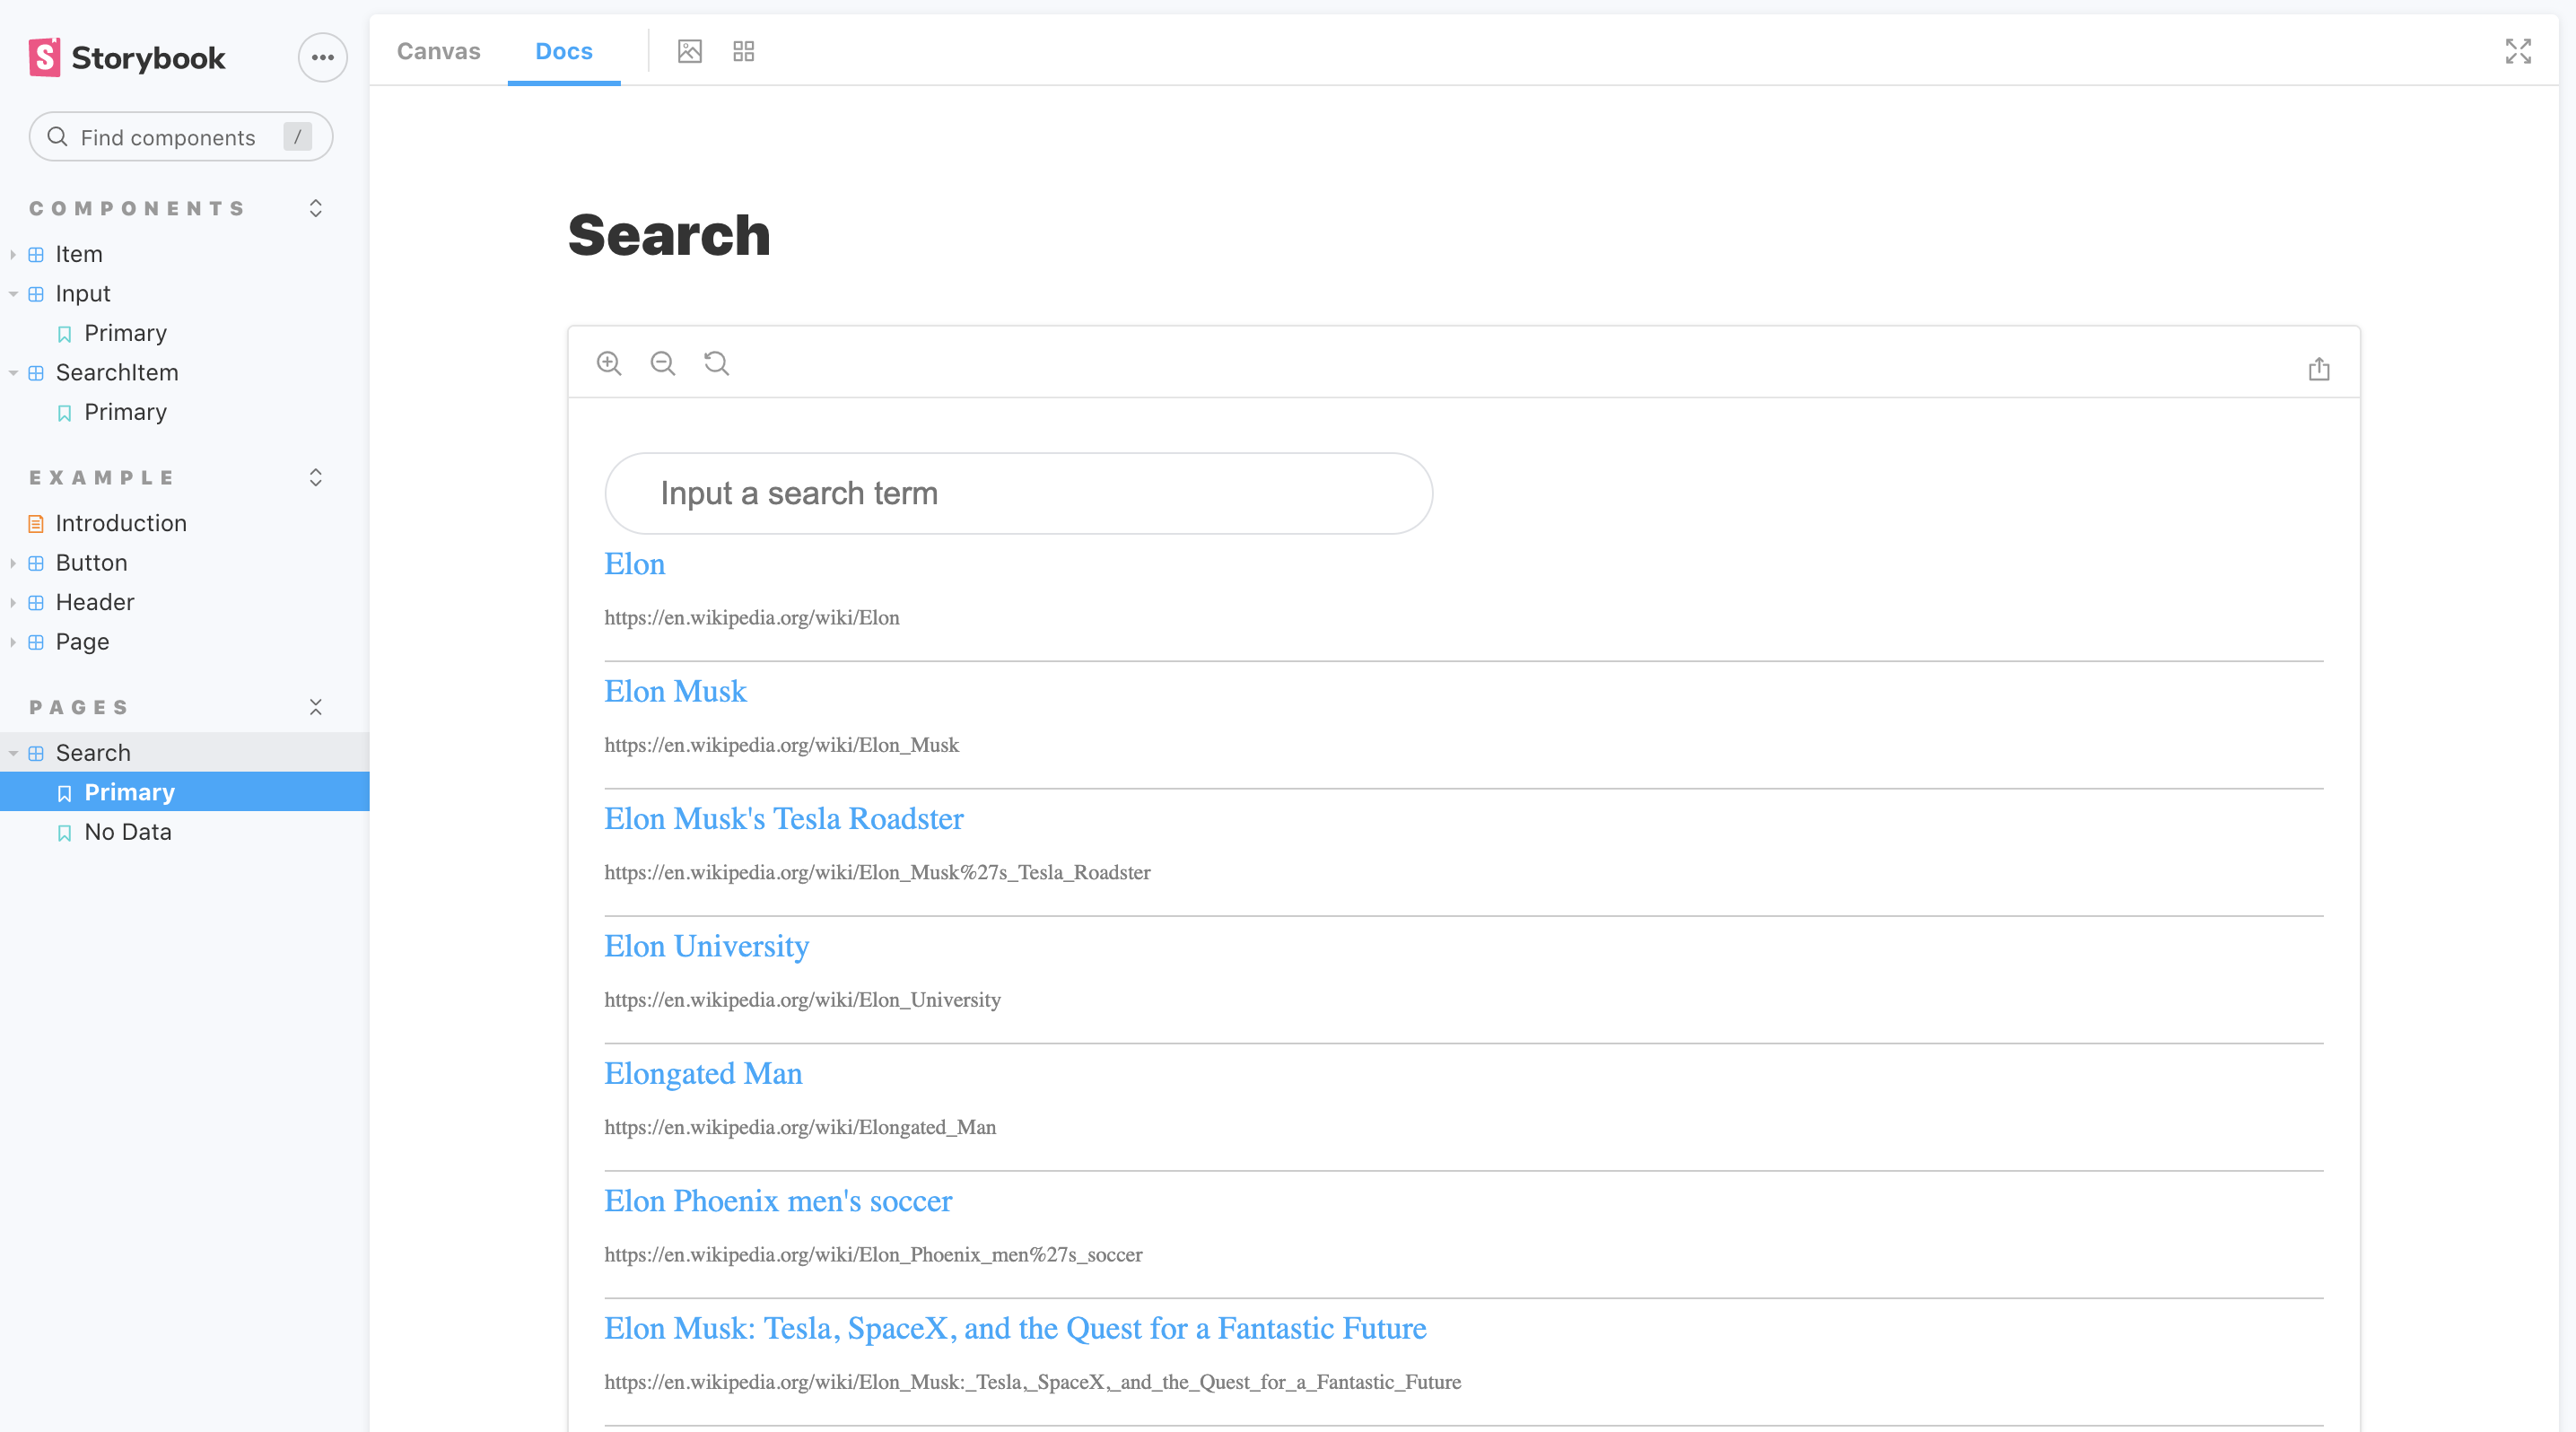 Storybook
Find components /
COMPONENTS
Item
Input
Primary
SearchItem
Primary
EXAMPLE
Introduction
Button
Header
Page
PAGES
Search
Primary
No Data
Canvas Docs
Search
Input a search term
Elon
https://en.wikipedia.org/wiki/Elon
Elon Musk
https://en.wikipedia.org/wiki/Elon_Musk
Elon Musk's Tesla Roadster
https://en.wikipedia.org/wiki/Elon_Musk%27s_Tesla_Roadster
Elon University
https://en.wikipedia.org/wiki/Elon_University
Elongated Man
https://en.wikipedia.org/wiki/Elongated_Man
Elon Phoenix men's soccer
https://en.wikipedia.org/wiki/Elon_Phoenix_men%27s_soccer
Elon Musk: Tesla, SpaceX, and the Quest for a Fantastic Future
https://en.wikipedia.org/wiki/Elon_Musk:_Tesla,_SpaceX,_and_the_Quest_for_a_Fantastic_Future